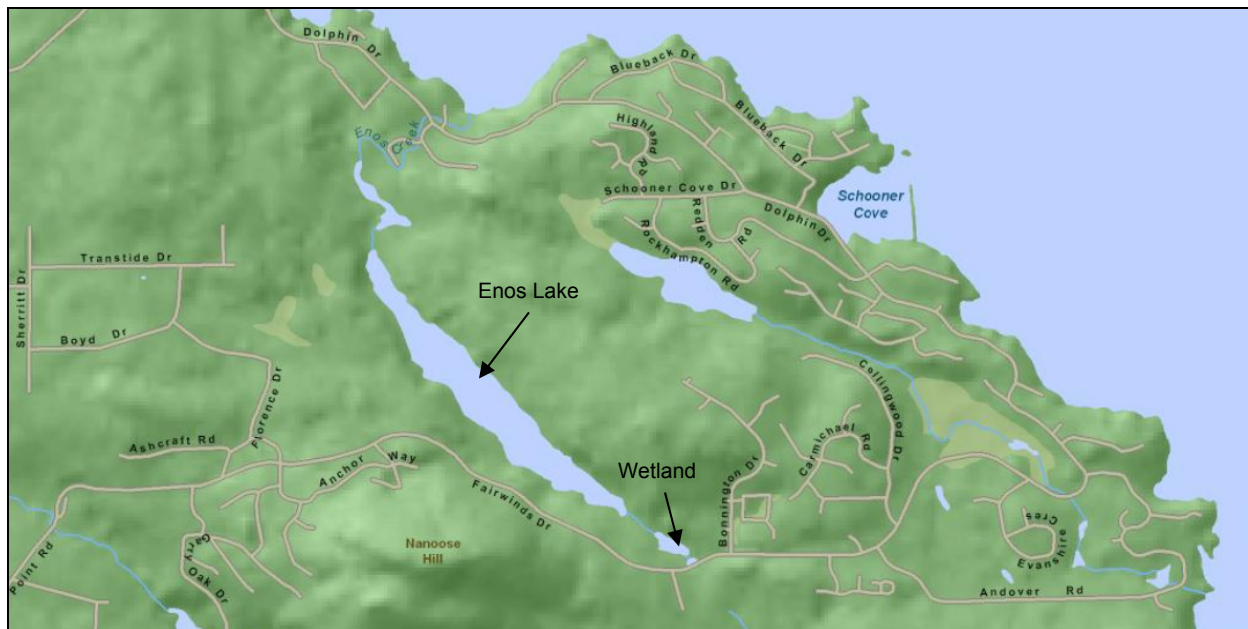 Dolphin Dr
Blueback Dr
Blueback Dr
Enos Creek
Highland Rd
Schooner Cove Dr
Schooner
Cove
Redden Rd
Dolphin Dr
Rockhampton Rd
Transtide Dr
Sherritt Dr
Enos Lake
Boyd Dr
Florence Dr
Collingwood Dr
Ashcraft Rd
Carmichael Rd
Anchor Way
Wetland
Fairwinds Dr
Bonnington Dr
Nanoose
Hill
Evanshire Cres
Point Rd
Garry Oak Dr
Andover Rd